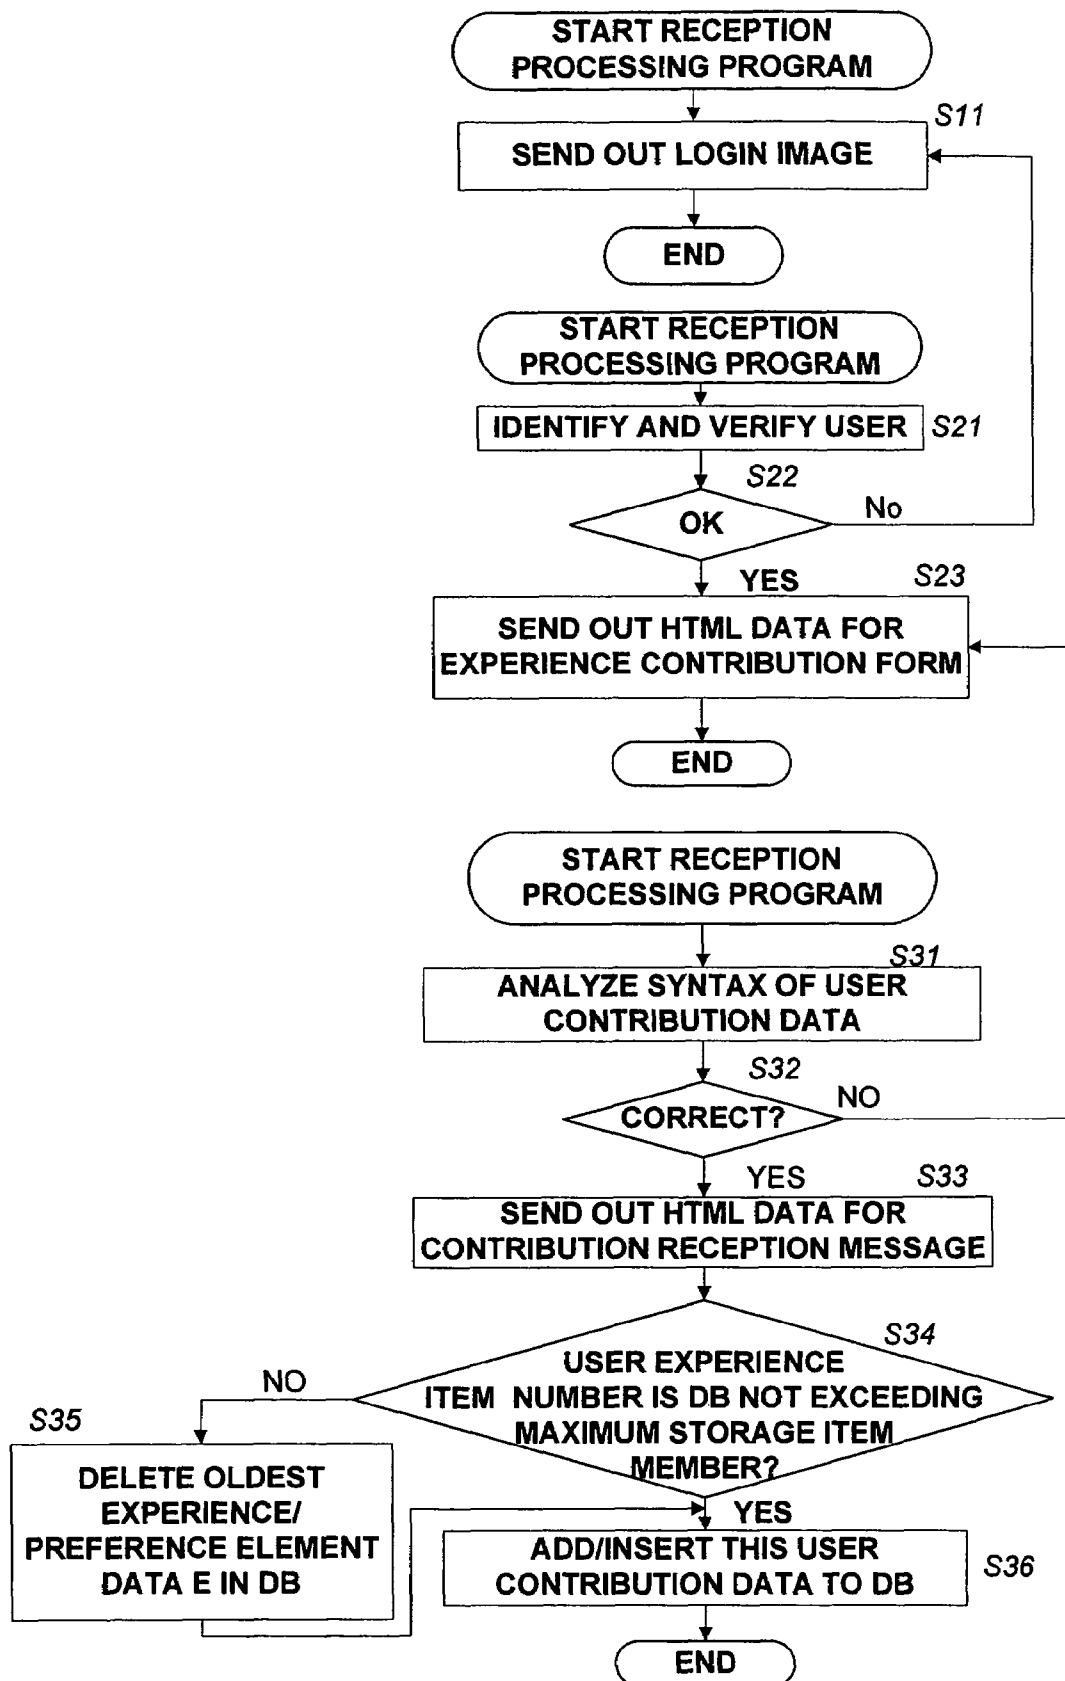 START RECEPTION
PROCESSING PROGRAM
S11
SEND OUT LOGIN IMAGE
END
START RECEPTION
PROCESSING PROGRAM
IDENTIFY AND VERIFY USER
S21
S22
OK
No
YES
S23
SEND OUT HTML DATA FOR
EXPERIENCE CONTRIBUTION FORM
END
START RECEPTION
PROCESSING PROGRAM
S31
ANALYZE SYNTAX OF USER
CONTRIBUTION DATA
S32
CORRECT?
NO
YES
S33
SEND OUT HTML DATA FOR
CONTRIBUTION RECEPTION MESSAGE
S34
USER EXPERIENCE
ITEM NUMBER IS DB NOT EXCEEDING
MAXIMUM STORAGE ITEM
MEMBER?
NO
S35
DELETE OLDEST
EXPERIENCE/
PREFERENCE ELEMENT
DATA E IN DB
YES
ADD/INSERT THIS USER
CONTRIBUTION DATA TO DB
S36
END